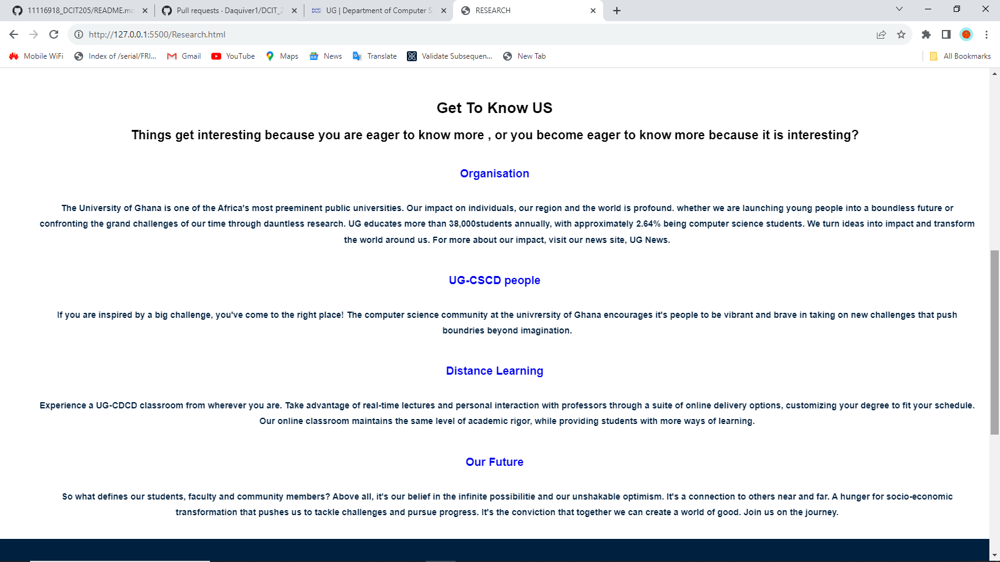 11116918_DCIT205/README.md
Pull requests · Daquiver1/DCIT_2
UG | Department of Computer S
RESEARCH
http://127.0.0.1:5500/Research.html
Mobile WiFi
Index of /serial/FRI...
Gmail
YouTube
Maps
News
Translate
Validate Subsequen...
New Tab
All Bookmarks
Get To Know US
Things get interesting because you are eager to know more , or you become eager to know more because it is interesting?
Organisation
The University of Ghana is one of the Africa's most preeminent public universities. Our impact on individuals, our region and the world is profound. whether we are launching young people into a boundless future or
confronting the grand challenges of our time through dauntless research. UG educates more than 38,000students annually, with approximately 2.64% being computer science students. We turn ideas into impact and transform
the world around us. For more about our impact, visit our news site, UG News.
UG-CSCD people
If you are inspired by a big challenge, you've come to the right place! The computer science community at the univresity of Ghana encourages it's people to be vibrant and brave in taking on new challenges that push
boundries beyond imagination.
Distance Learning
Experience a UG-CDCD classroom from wherever you are. Take advantage of real-time lectures and personal interaction with professors through a suite of online delivery options, customizing your degree to fit your schedule.
Our online classroom maintains the same level of academic rigor, while providing students with more ways of learning.
Our Future
So what defines our students, faculty and community members? Above all, it's our belief in the infinite possibilitie and our unshakable optimism. It's a connection to others near and far. A hunger for socio-economic
transformation that pushes us to tackle challenges and pursue progress. It's the conviction that together we can create a world of good. Join us on the journey.